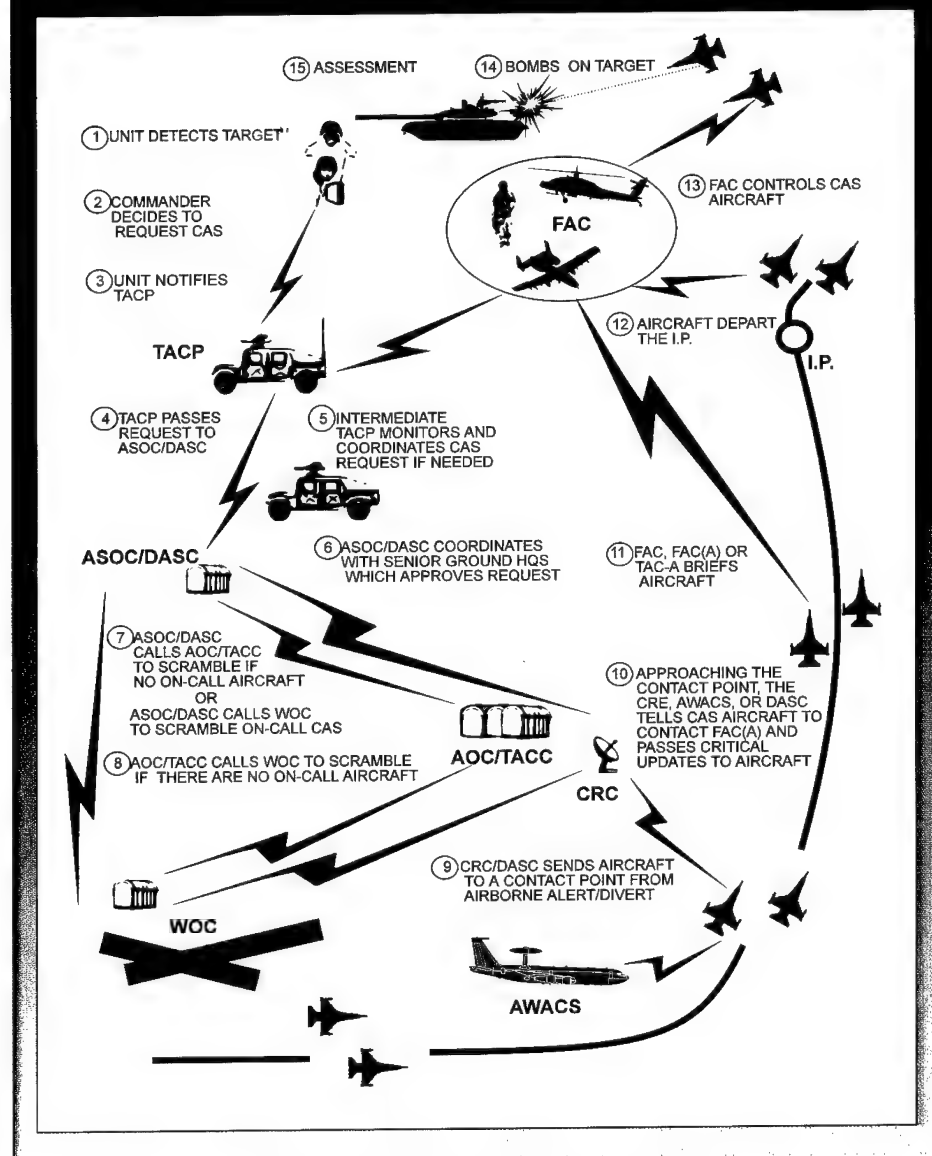 15 ASSESSMENT
14 BOMBS ON TARGET
1 UNIT DETECTS TARGET
2 COMMANDER
DECIDES TO
REQUEST CAS
13 FAC CONTROLS CAS
AIRCRAFT
FAC
3 UNIT NOTIFIES
TACP
12 AIRCRAFT DEPART
THE I.P.
I.P.
TACP
4 TACP PASSES
REQUEST TO
ASOC/DASC
5 INTERMEDIATE
TACP MONITORS AND
COORDINATES CAS
REQUEST IF NEEDED
ASOC/DASC
6 ASOC/DASC COORDINATES
WITH SENIOR GROUND HQS
WHICH APPROVES REQUEST
11 FAC, FAC(A) OR
TAC-A BRIEFS
AIRCRAFT
7 ASOC/DASC
CALLS AOC/TACC
TO SCRAMBLE IF
NO ON-CALL AIRCRAFT
OR
ASOC/DASC CALLS WOC
TO SCRAMBLE ON-CALL CAS
10 APPROACHING THE
CONTACT POINT, THE
CRE, AWACS, OR DASC
TELLS CAS AIRCRAFT TO
CONTACT FAC(A) AND
PASSES CRITICAL
UPDATES TO AIRCRAFT
AOC/TACC
8 AOC/TACC CALLS WOC TO SCRAMBLE
IF THERE ARE NO ON-CALL AIRCRAFT
CRC
9 CRC/DASC SENDS AIRCRAFT
TO A CONTACT POINT FROM
AIRBORNE ALERT/DIVERT
WOC
AWACS